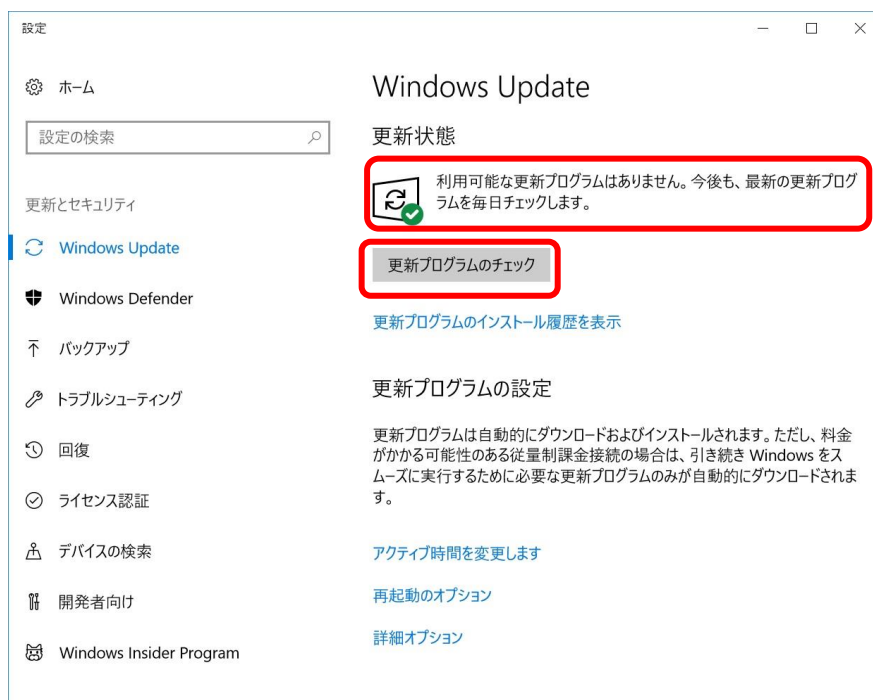 設定
ホーム
設定の検索
更新とセキュリティ
Windows Update
Windows Defender
バックアップ
トラブルシューティング
回復
ライセンス認証
デバイスの検索
開発者向け
Windows Insider Program
Windows Update
更新状態
利用可能な更新プログラムはありません。今後も、最新の更新プログ
ラムを毎日チェックします。
更新プログラムのチェック
更新プログラムのインストール履歴を表示
更新プログラムの設定
更新プログラムは自動的にダウンロードおよびインストールされます。ただし、料金
がかかる可能性のある従量制課金接続の場合は、引き続き Windows をス
ムーズに実行するために必要な更新プログラムのみが自動的にダウンロードされま
す。
アクティブ時間を変更します
再起動のオプション
詳細オプション